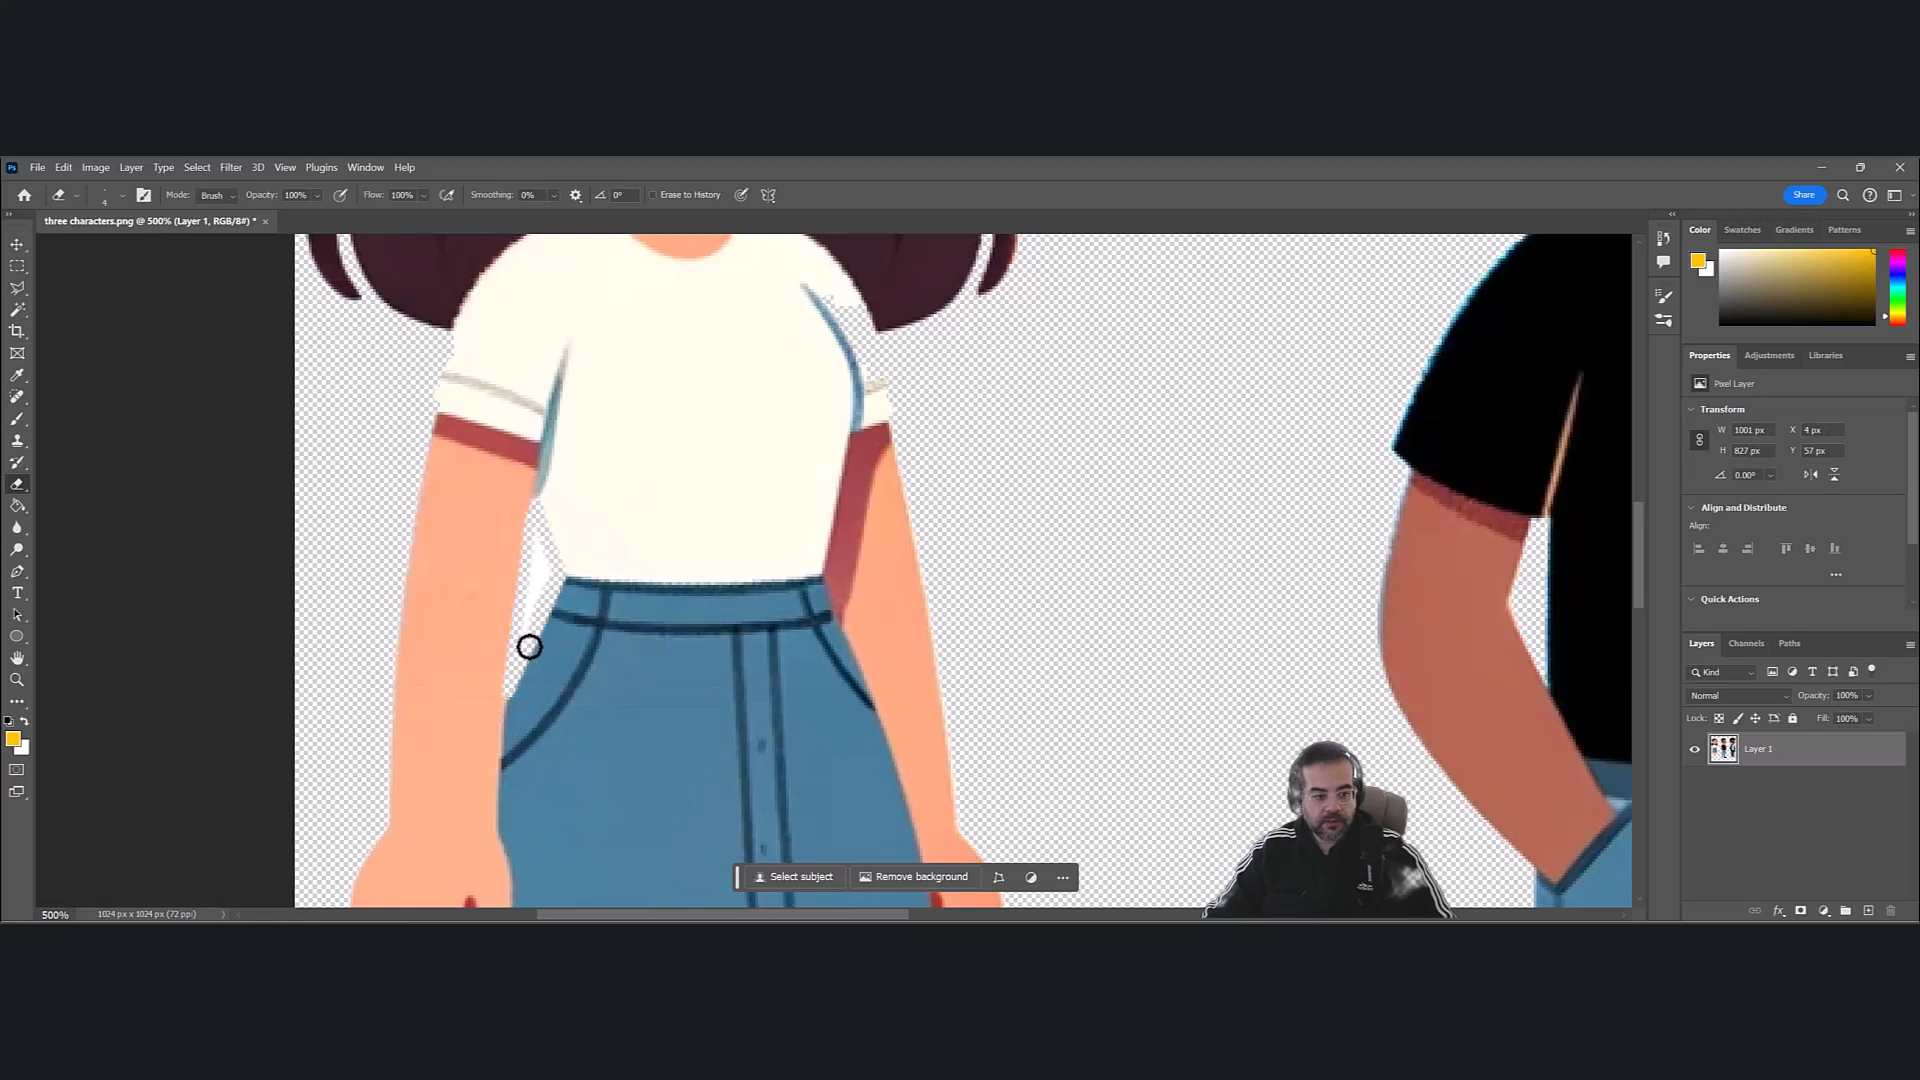 Ps File Edit Image Layer Type Select Filter 3D View Plugins Window Help
4 Mode: Brush Opacity: 100% Flow: 100% Smoothing: 0% 0° Erase to History Share
three characters.png @ 500% (Layer 1, RGB/8#) * ×
Color Swatches Gradients Patterns
Properties Adjustments Libraries
Pixel Layer
Transform
W 1001 px X 4 px
H 827 px Y 57 px
0.00°
Align and Distribute
Align:
Quick Actions
Layers Channels Paths
Kind
Normal Opacity: 100%
Lock: Fill: 100%
Layer 1
Select subject Remove background
500% 1024 px x 1024 px (72 ppi)